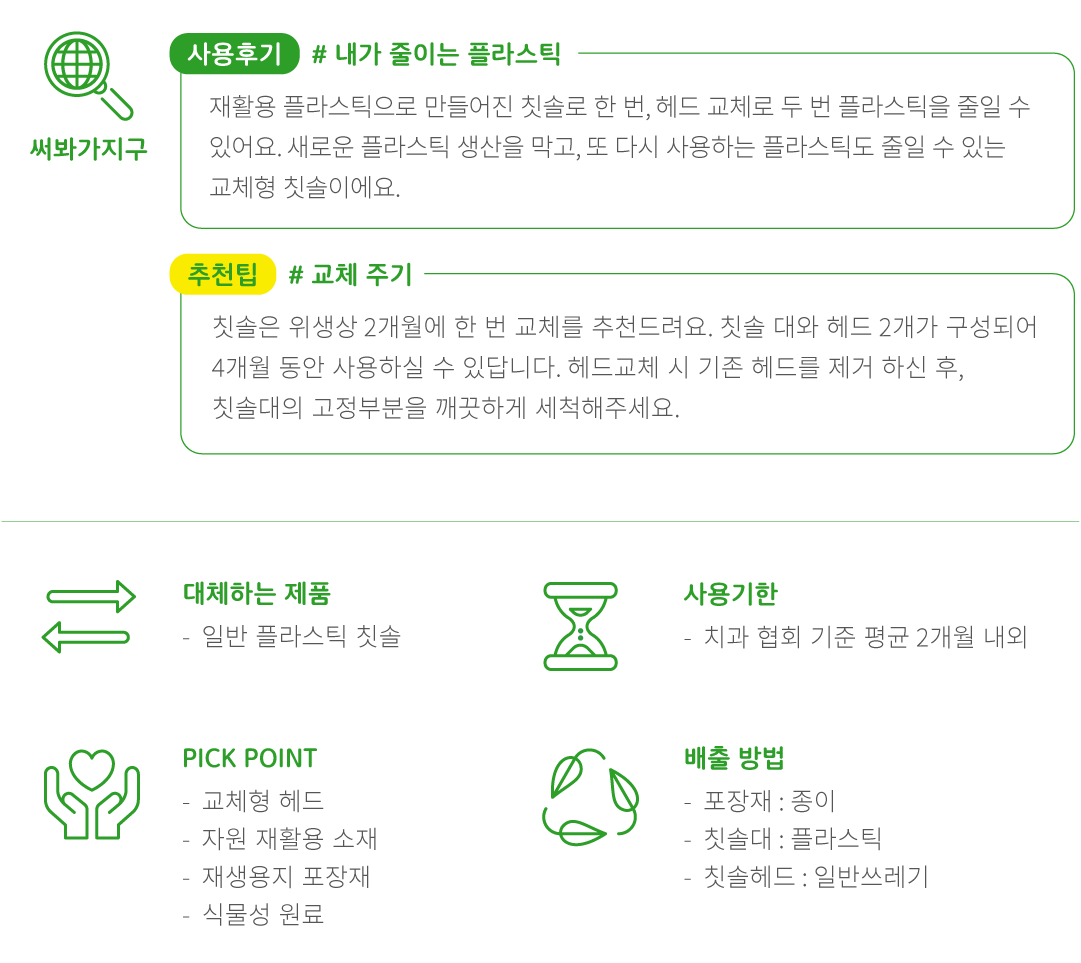 써봐가지구
사용후기 # 내가 줄이는 플라스틱
재활용 플라스틱으로 만들어진 칫솔로 한 번, 헤드 교체로 두 번 플라스틱을 줄일 수
있어요. 새로운 플라스틱 생산을 막고, 또 다시 사용하는 플라스틱도 줄일 수 있는
교체형 칫솔이에요.
추천팁 # 교체 주기
칫솔은 위생상 2개월에 한 번 교체를 추천드려요. 칫솔 대와 헤드 2개가 구성되어
4개월 동안 사용하실 수 있답니다. 헤드교체 시 기존 헤드를 제거 하신 후,
칫솔대의 고정부분을 깨끗하게 세척해주세요.
대체하는 제품
- 일반 플라스틱 칫솔
사용기한
- 치과 협회 기준 평균 2개월 내외
PICK POINT
- 교체형 헤드
- 자원 재활용 소재
- 재생용지 포장재
- 식물성 원료
배출 방법
- 포장재 : 종이
- 칫솔대 : 플라스틱
- 칫솔헤드 : 일반쓰레기